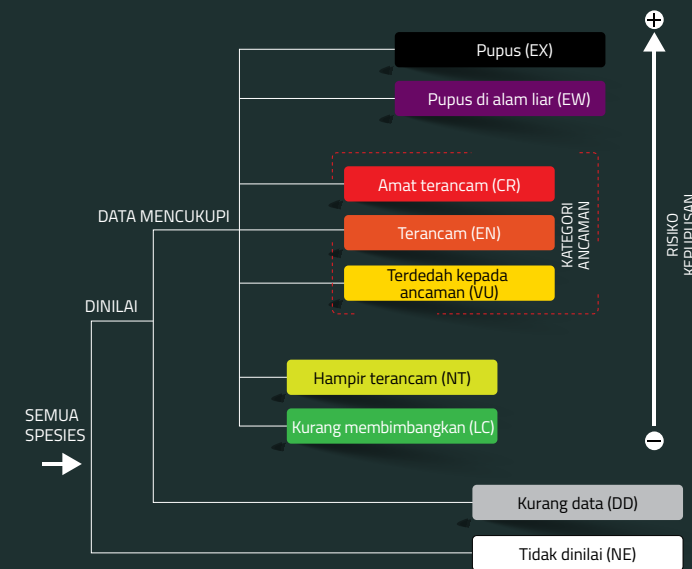 Pupus (EX)
Pupus di alam liar (EW)
Amat terancam (CR)
DATA MENCUKUPI
Terancam (EN)
KATEGORI
ANCAMAN
RISIKO
KEPUPUSAN
Terdedah kepada
ancaman (VU)
DINILAI
Hampir terancam (NT)
SEMUA
SPESIES
Kurang membimbangkan (LC)
Kurang data (DD)
Tidak dinilai (NE)